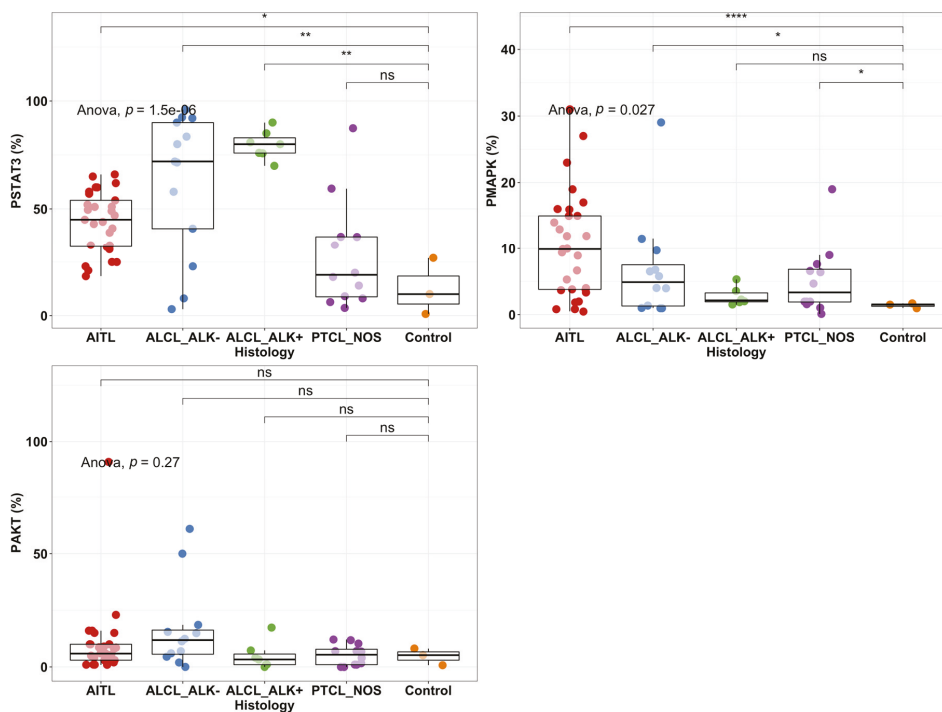 *
**
**
ns
Anova, p = 1.5e-06
100
50
0
PSTAT3 (%)
AITL ALCL_ALK- ALCL_ALK+ PTCL_NOS Control
Histology
****
*
ns
*
Anova, p = 0.027
40
30
20
10
0
PMAPK (%)
AITL ALCL_ALK- ALCL_ALK+ PTCL_NOS Control
Histology
ns
ns
ns
ns
Anova, p = 0.27
100
50
0
PAKT (%)
AITL ALCL_ALK- ALCL_ALK+ PTCL_NOS Control
Histology